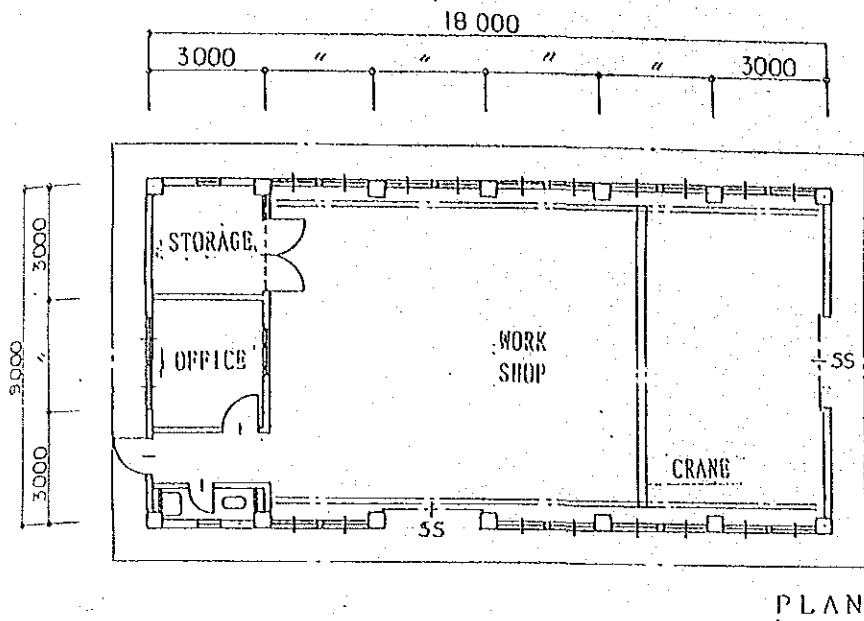 18 000
3000 〃 〃 〃 〃 3000
3000
〃
3000
9000
STORAGE
OFFICE
WORK
SHOP
CRANE
SS
SS
PLAN